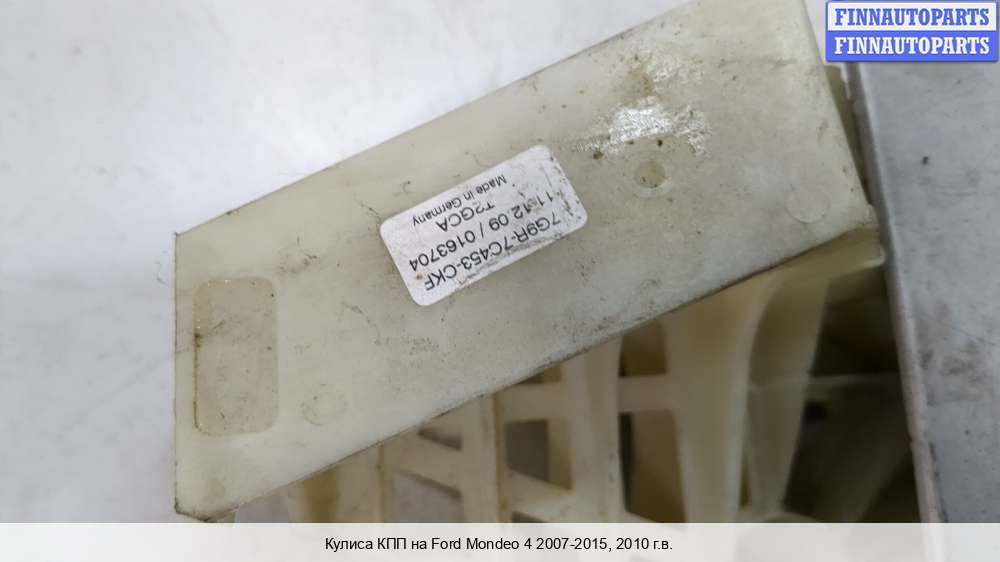 FINNAUTOPARTS
FINNAUTOPARTS
7G9R-7C453-CKF
11.12.09 / 0163704
T2GCA
Made in Germany
Кулиса КПП на Ford Mondeo 4 2007-2015, 2010 г.в.